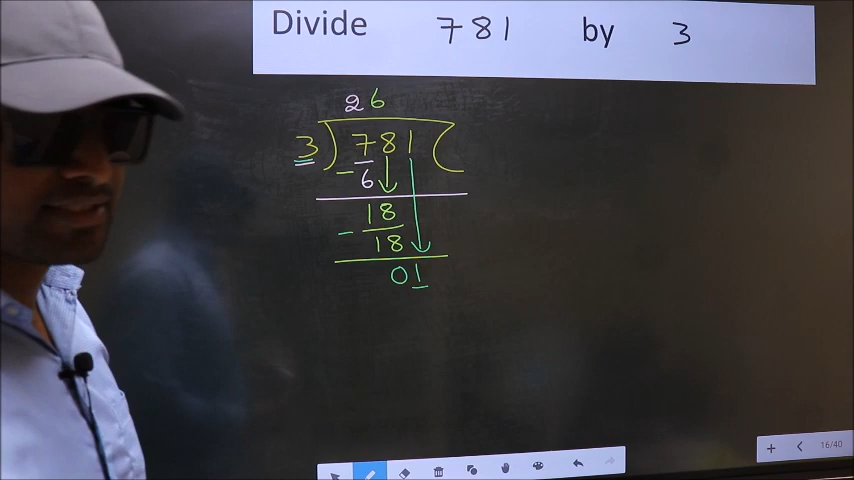 Divide 781 by 3
26
3 ) 781 (
- 6
18
- 18
01
+ < 16/40